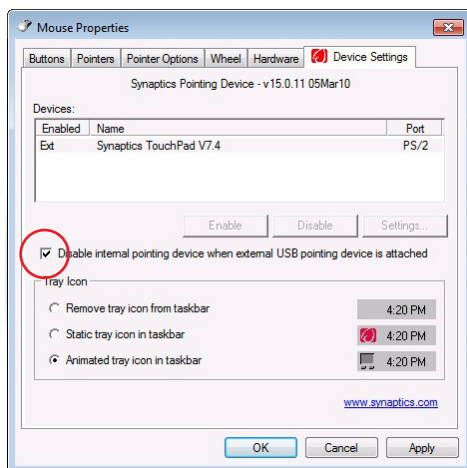 Mouse Properties
Buttons Pointers Pointer Options Wheel Hardware Device Settings
Synaptics Pointing Device - v15.0.11 05Mar10
Devices:
Enabled Name Port
Ext Synaptics TouchPad V7.4 PS/2
Enable Disable Settings...
Disable internal pointing device when external USB pointing device is attached
Tray Icon
Remove tray icon from taskbar 4:20 PM
Static tray icon in taskbar 4:20 PM
Animated tray icon in taskbar 4:20 PM
www.synaptics.com
OK Cancel Apply